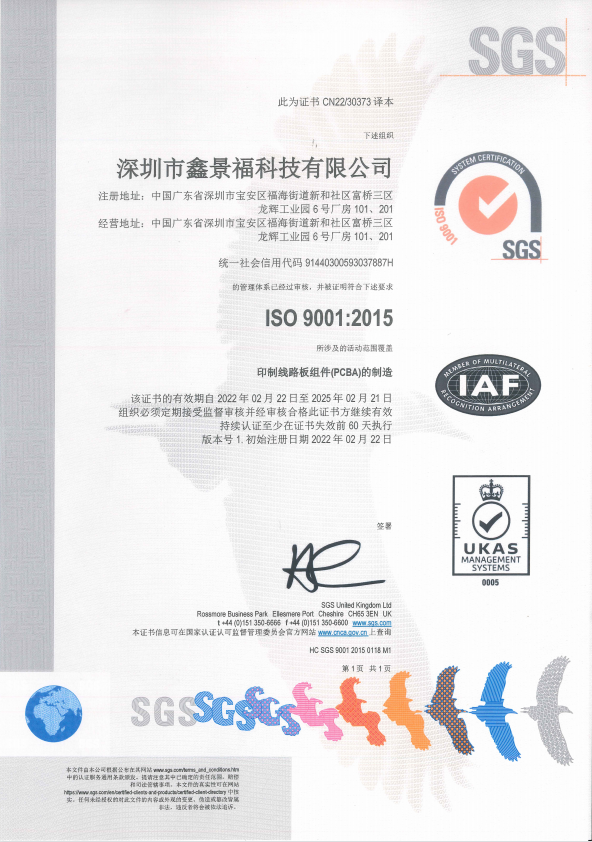 SGS
此为证书 CN22/30373 译本
下述组织
深圳市鑫景福科技有限公司
注册地址：中国广东省深圳市宝安区福海街道新和社区富桥三区
龙辉工业园 6 号厂房 101、201
经营地址：中国广东省深圳市宝安区福海街道新和社区富桥三区
龙辉工业园 6 号厂房 101、201
统一社会信用代码 91440300593037887H
的管理体系已经过审核，并被证明符合下述要求
ISO 9001:2015
所涉及的活动范围覆盖
印制线路板组件(PCBA)的制造
该证书的有效期自 2022 年 02 月 22 日至 2025 年 02 月 21 日
组织必须定期接受监督审核并经审核合格此证书方继续有效
持续认证至少在证书失效前 60 天执行
版本号 1. 初始注册日期 2022 年 02 月 22 日
SYSTEM CERTIFICATION
ISO 9001
SGS
MEMBER OF MULTILATERAL
IAF
RECOGNITION ARRANGEMENT
UKAS
MANAGEMENT
SYSTEMS
0005
签署
SGS United Kingdom Ltd
Rossmore Business Park Ellesmere Port Cheshire CH65 3EN UK
t +44 (0)151 350-6666 f +44 (0)151 350-6600 www.sgs.com
本证书信息可在国家认证认可监督管理委员会官方网站 www.cnca.gov.cn 上查询
HC SGS 9001 2015 0118 M1
第 1 页 共 1 页
SGS SGS SGS
本文件由本公司根据公布在其网站 www.sgs.com/terms_and_conditions.htm
中的认证服务通用条款颁发。提请注意其中已确定的责任范围、赔偿
和司法管辖事项。本文件的真实性可在网站
https://www.sgs.com/en/certified-clients-and-products/certified-client-directory 中核
实。任何未经授权的对此文件的内容或外观的变更、伪造或篡改皆属
非法，违反者将会被依法追诉。